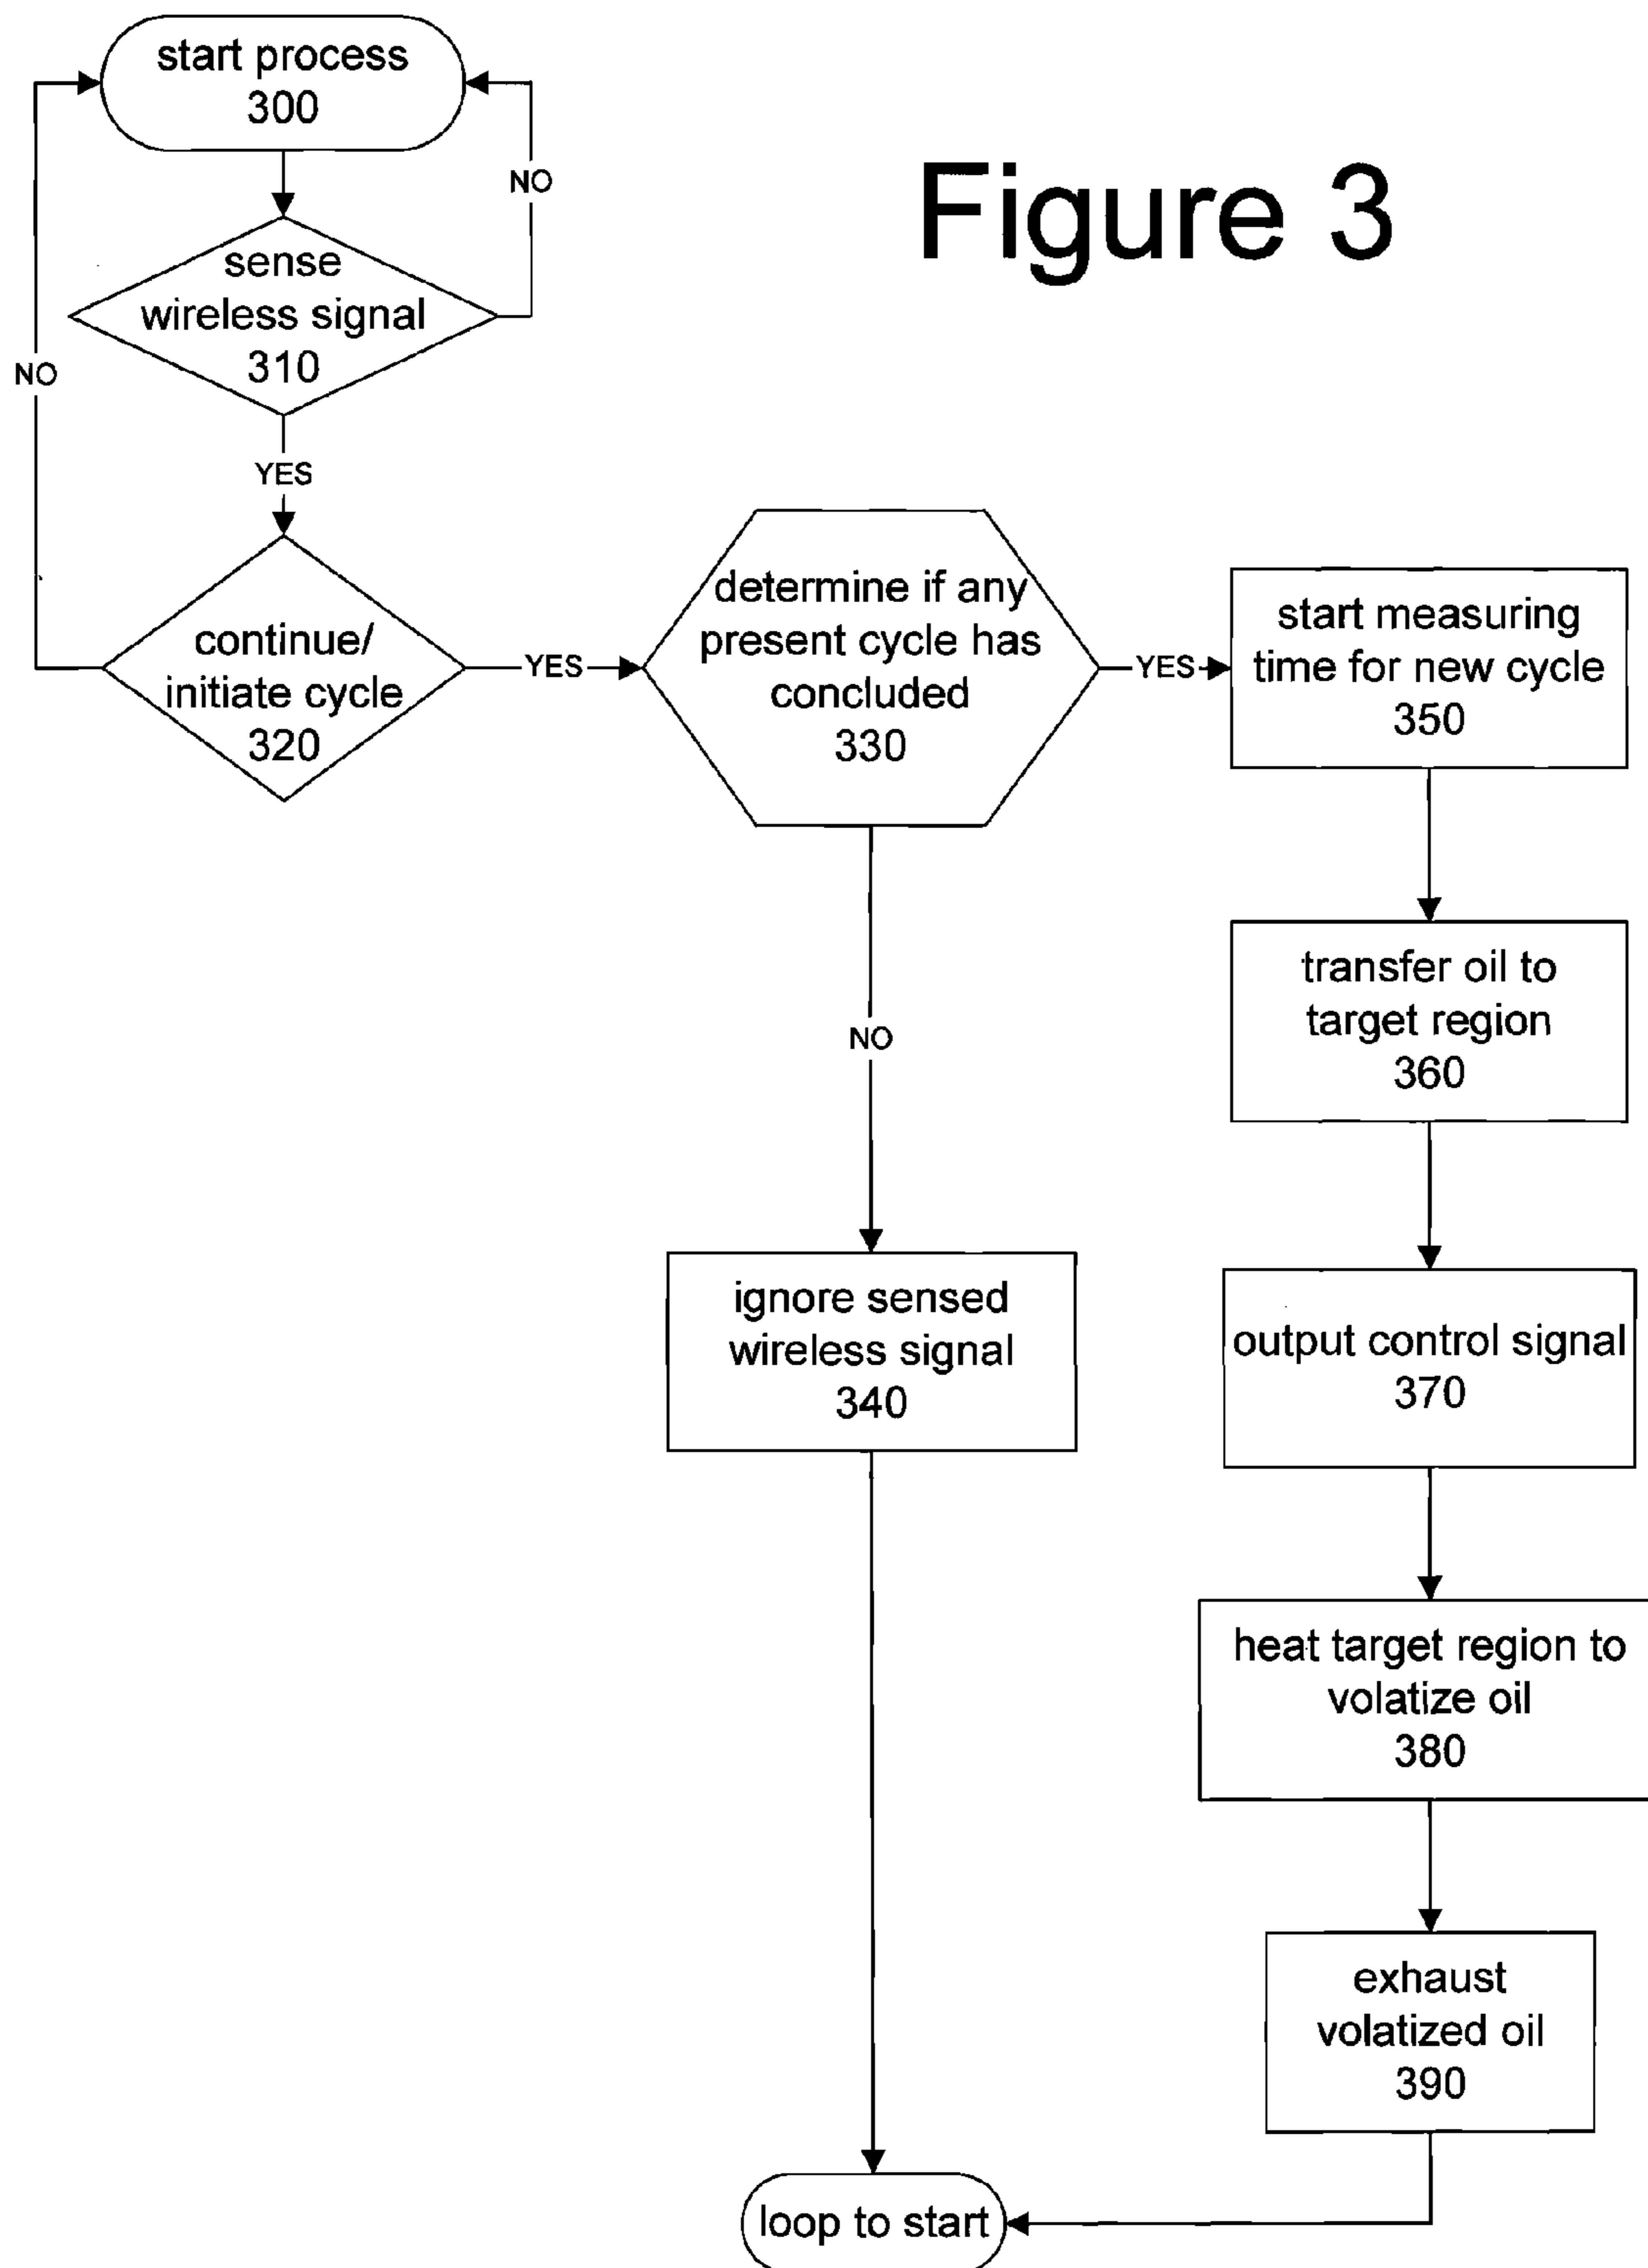 start process
300
NO
Figure 3
sense
wireless signal
310
NO
YES
continue/
initiate cycle
320
YES
determine if any
present cycle has
concluded
330
YES
start measuring
time for new cycle
350
transfer oil to
target region
360
NO
ignore sensed
wireless signal
340
output control signal
370
heat target region to
volatize oil
380
exhaust
volatized oil
390
loop to start